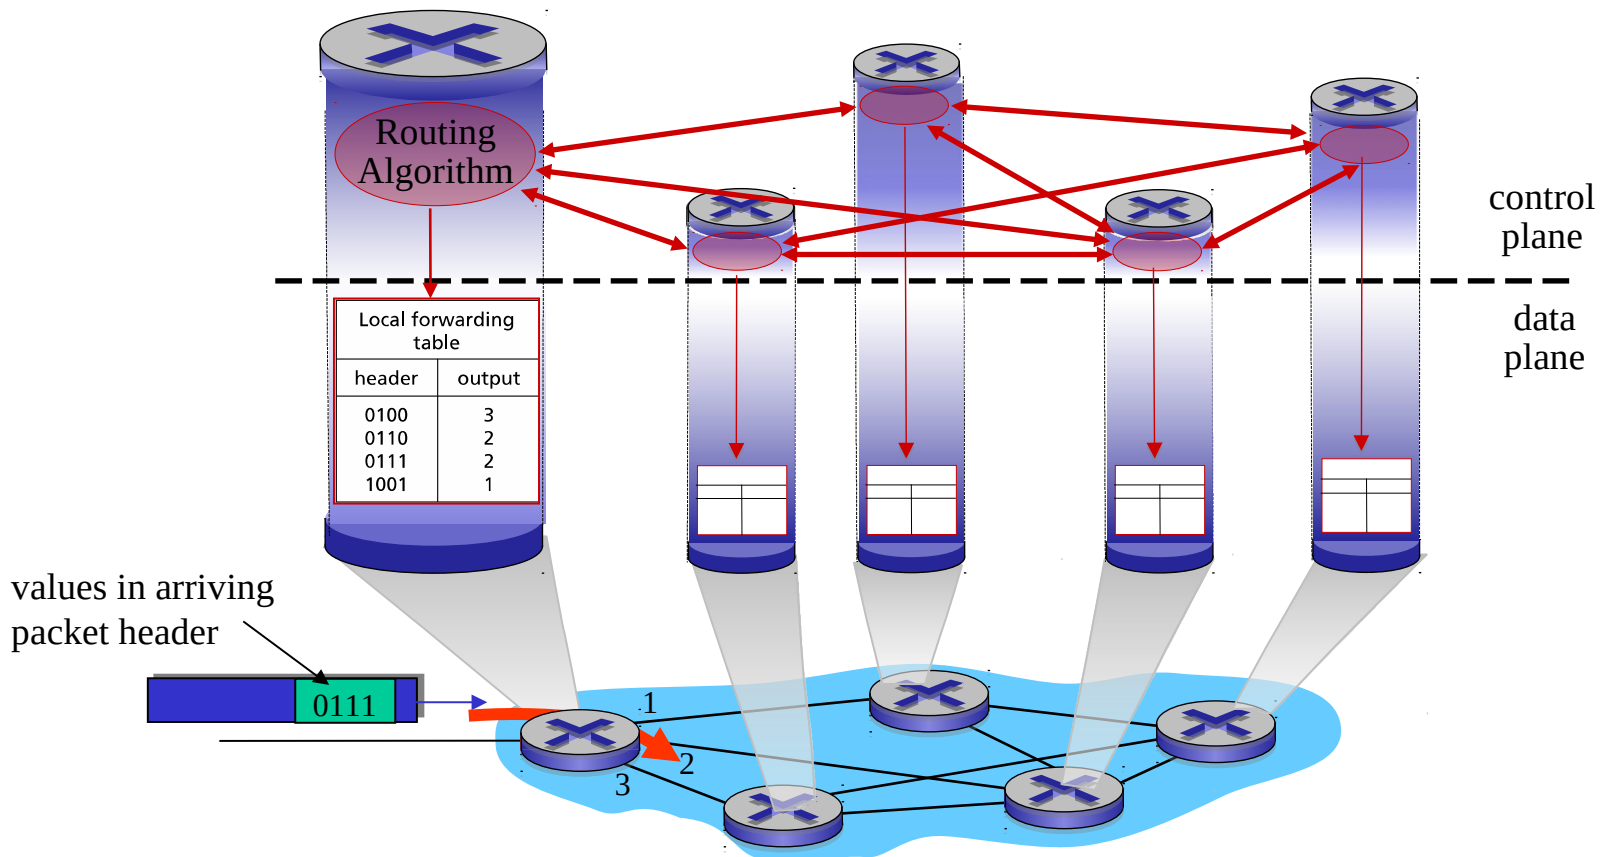 Routing
Algorithm
control
plane
data
plane
Local forwarding
table
header output
0100 3
0110 2
0111 2
1001 1
values in arriving
packet header
0111
1
2
3